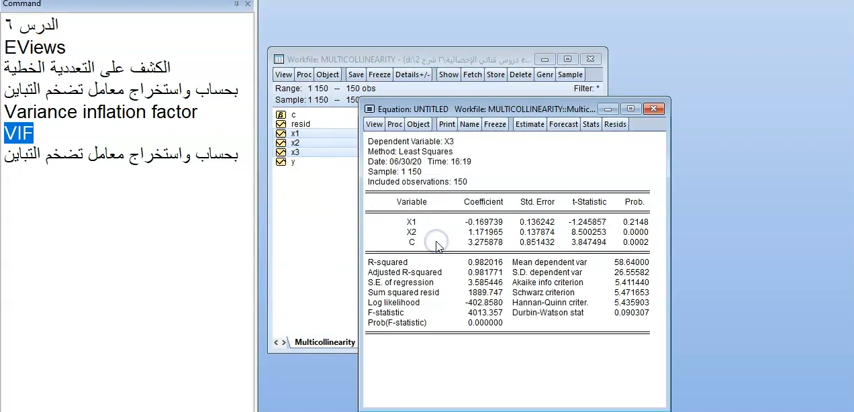 Command
الدرس ٦
EViews
الكشف على التعددية الخطية
بحساب واستخراج معامل تضخم التباين
Variance inflation factor
VIF
بحساب واستخراج معامل تضخم التباين
Workfile: MULTICOLLINEARITY - (d:\2 شرح
View Proc Object Save Freeze Details+/- Show Fetch Store Delete Genr Sample
Range: 1 150 -- 150 obs Filter: *
Sample: 1 150 -- 150 obs
c
resid
x1
x2
x3
y
Multicollinearity
Equation: UNTITLED Workfile: MULTICOLLINEARITY::Multic...
View Proc Object Print Name Freeze Estimate Forecast Stats Resids
Dependent Variable: X3
Method: Least Squares
Date: 06/30/20 Time: 16:19
Sample: 1 150
Included observations: 150
Variable Coefficient Std. Error t-Statistic Prob.
X1 -0.169739 0.136242 -1.245857 0.2148
X2 1.171965 0.137874 8.500253 0.0000
C 3.275878 0.851432 3.847494 0.0002
R-squared 0.982016 Mean dependent var 58.64000
Adjusted R-squared 0.981771 S.D. dependent var 26.55582
S.E. of regression 3.585446 Akaike info criterion 5.411440
Sum squared resid 1889.747 Schwarz criterion 5.471653
Log likelihood -402.8580 Hannan-Quinn criter. 5.435903
F-statistic 4013.357 Durbin-Watson stat 0.090307
Prob(F-statistic) 0.000000